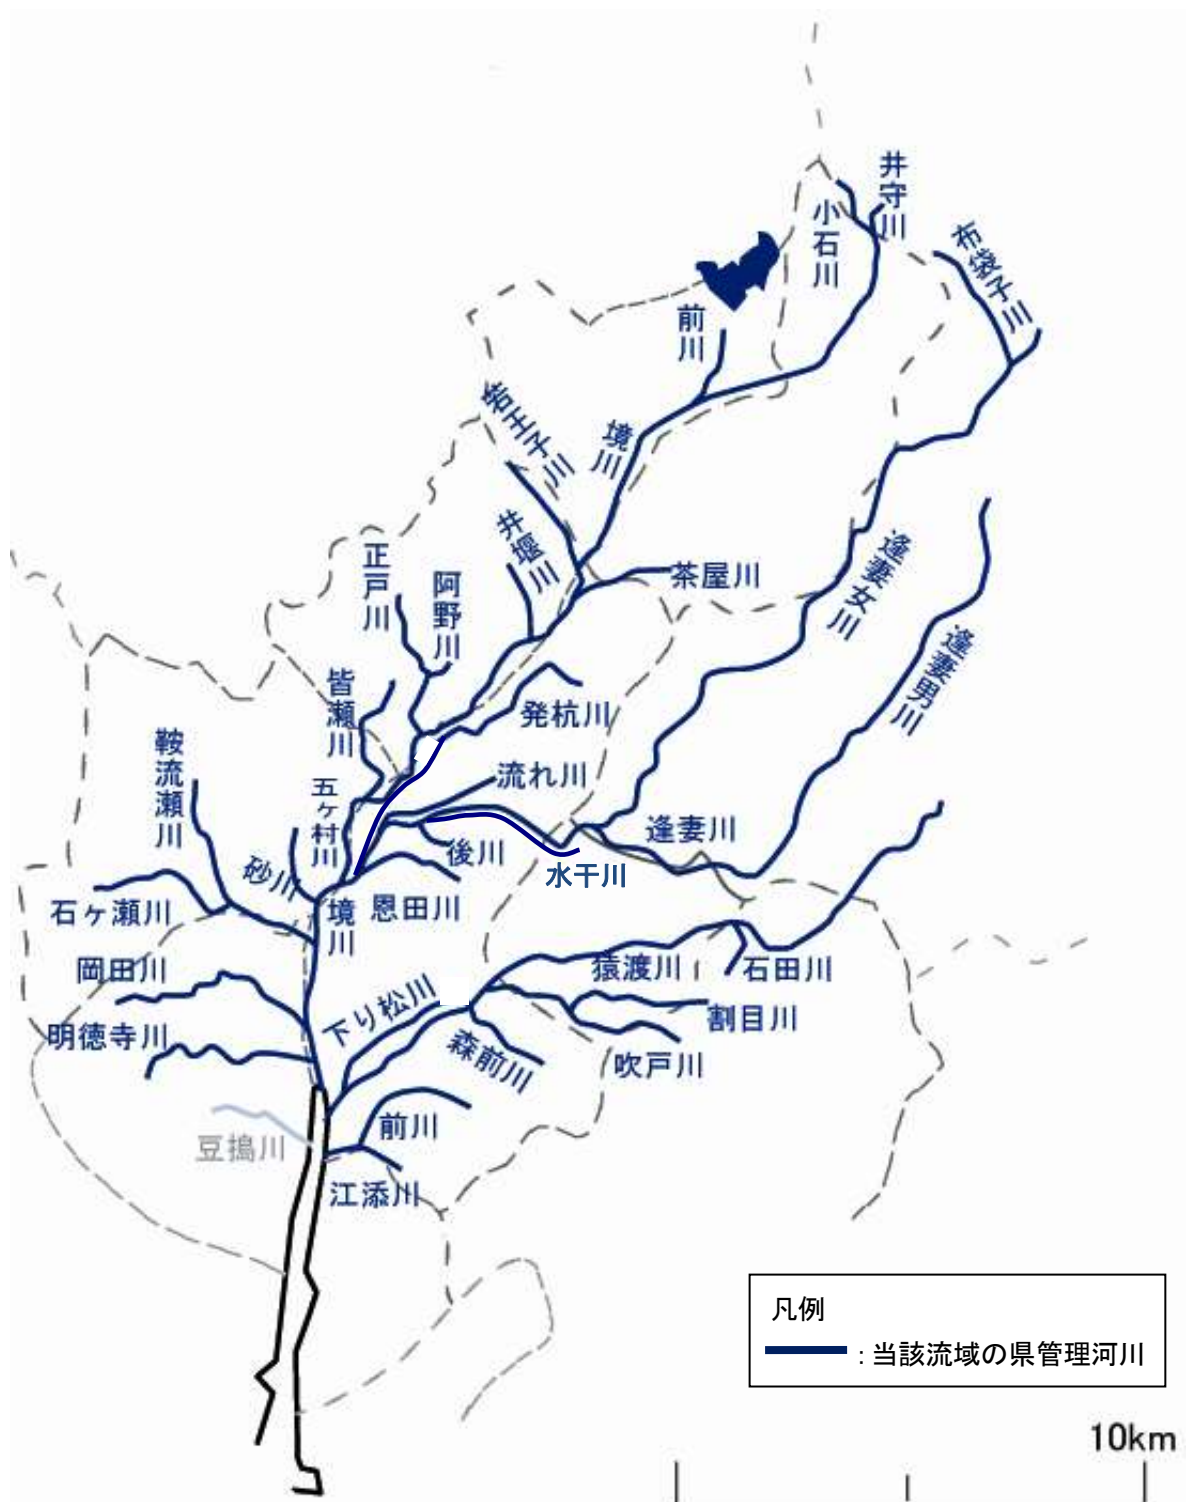 井守川
小石川
布袋子川
前川
若王子川
境川
井堰川
茶屋川
逢妻女川
正戸川
阿野川
逢妻男川
皆瀬川
発杭川
鞍流瀬川
流れ川
五ヶ村川
逢妻川
後川
水干川
砂川
恩田川
境川
石ヶ瀬川
岡田川
猿渡川
石田川
下り松川
割目川
明徳寺川
森前川
吹戸川
前川
豆搗川
江添川
凡例
：当該流域の県管理河川
10km